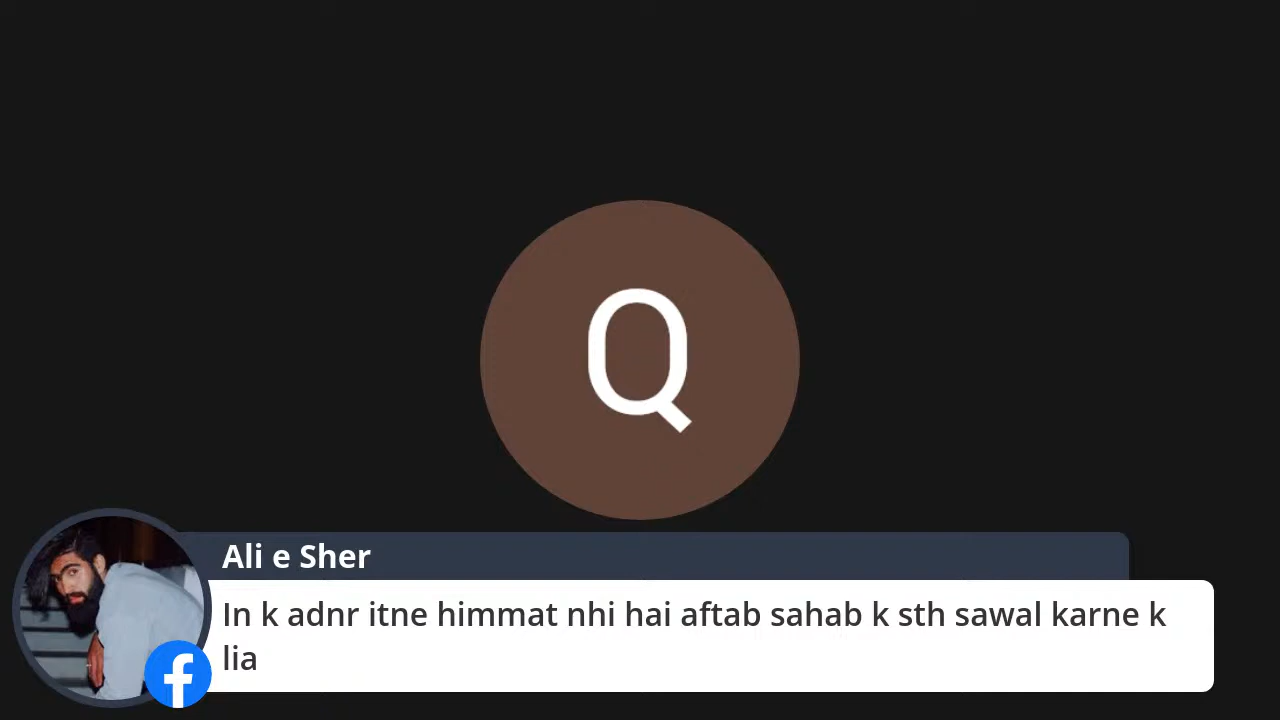 Q
Ali e Sher
In k adnr itne himmat nhi hai aftab sahab k sth sawal karne k
lia